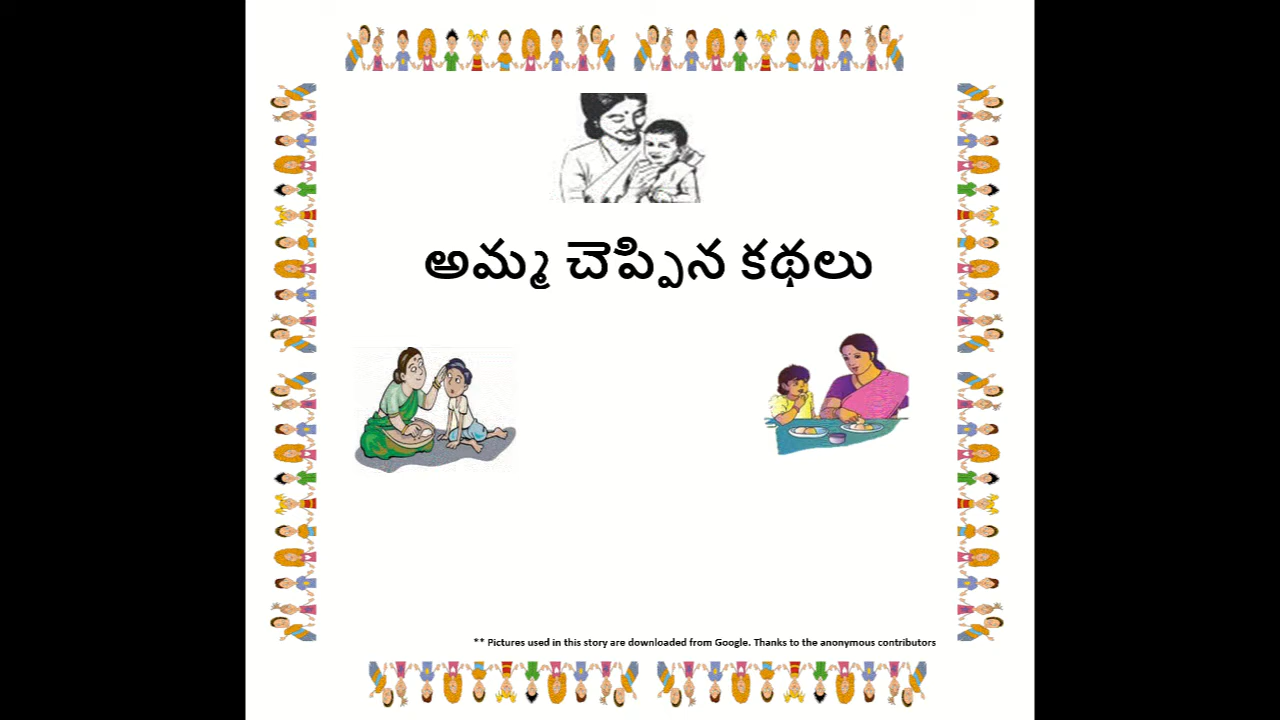 అమ్మ చెప్పిన కథలు
** Pictures used in this story are downloaded from Google. Thanks to the anonymous contributors